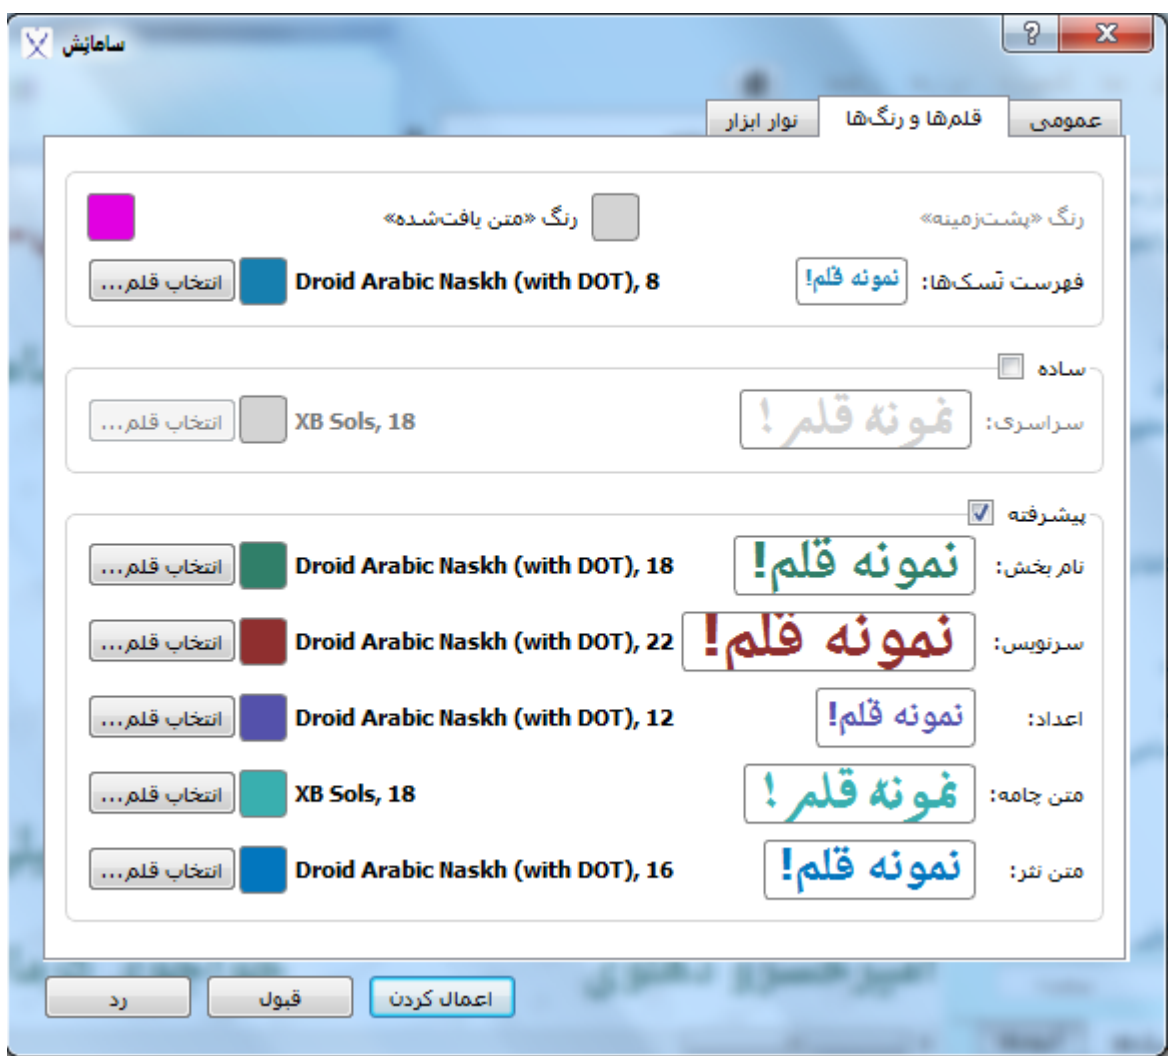 ساماتِش
عمومی
قلم‌ها و رنگ‌ها
نوار ابزار
رنگ «پشت‌زمینه»
رنگ «متن یافت‌شده»
فهرست تَسک‌ها: نمونه قلم! Droid Arabic Naskh (with DOT), 8 انتخاب قلم...
ساده
سراسری: نمونه قلم! XB Sols, 18 انتخاب قلم...
پیشرفته
نام بخش: نمونه قلم! Droid Arabic Naskh (with DOT), 18 انتخاب قلم...
سرنویس: نمونه قلم! Droid Arabic Naskh (with DOT), 22 انتخاب قلم...
اعداد: نمونه قلم! Droid Arabic Naskh (with DOT), 12 انتخاب قلم...
متن چامه: نمونه قلم! XB Sols, 18 انتخاب قلم...
متن نثر: نمونه قلم! Droid Arabic Naskh (with DOT), 16 انتخاب قلم...
اعمال کردن
قبول
رد
امیرخسرو دهلوی